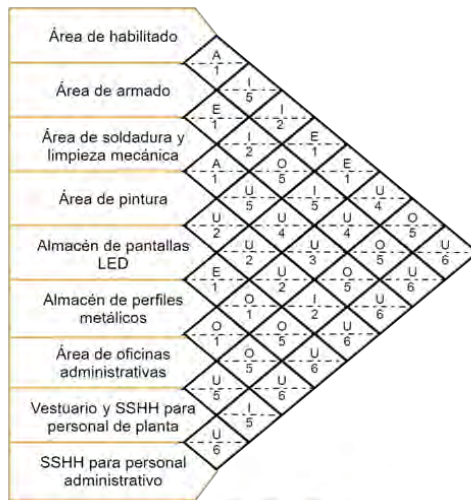 Área de habilitado
A
1
I
5
Área de armado
E I
1 2
I E
2 1
Área de soldadura y
limpieza mecánica
A O E
1 5 1
U I U
5 5 4
Área de pintura
U U U O
2 4 4 5
U U O U
2 3 5 6
Almacén de pantallas
LED
E U O U
1 2 5 6
O I U
1 2 6
Almacén de perfiles
metálicos
O O U
1 5 6
O U
5 6
Área de oficinas
administrativas
U U
5 6
I
5
Vestuario y SSHH para
personal de planta
U
6
SSHH para personal
administrativo